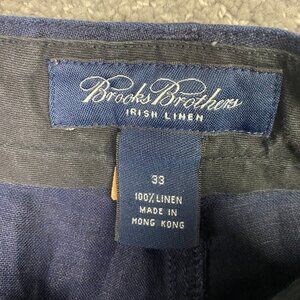 Brooks Brothers
IRISH LINEN
33
100% LINEN
MADE IN
HONG KONG